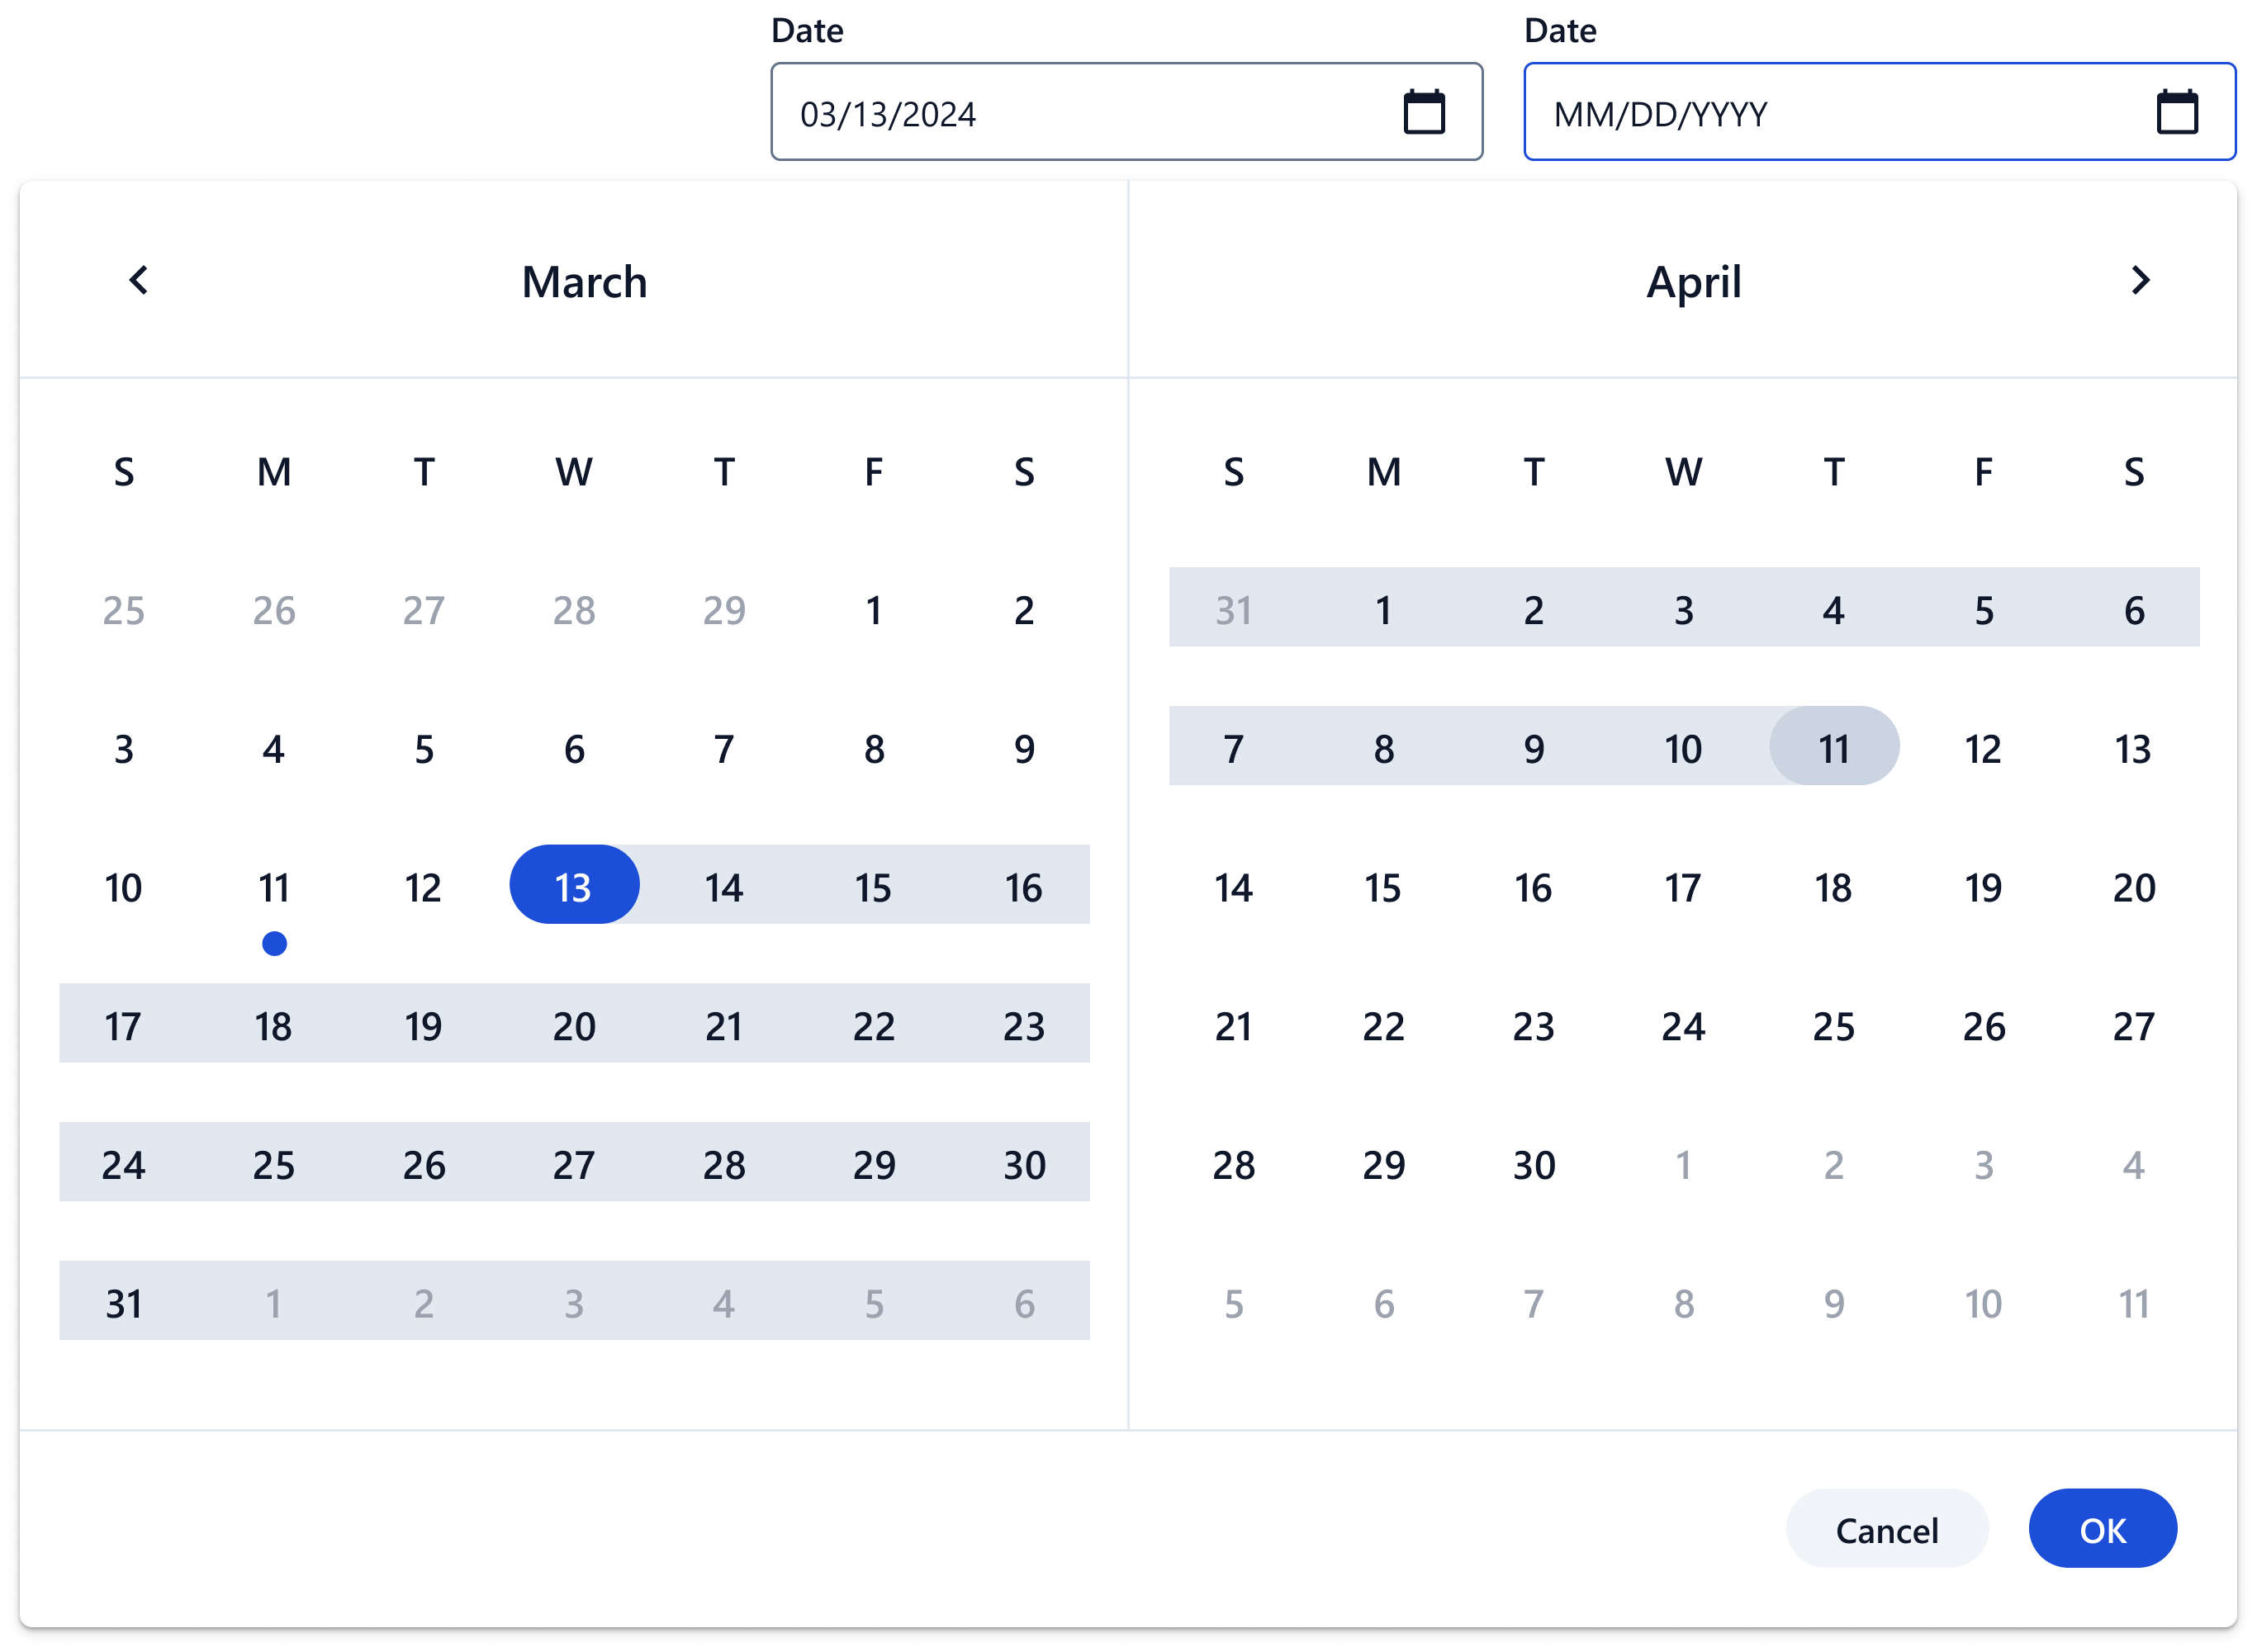 Date Date
03/13/2024 MM/DD/YYYY
March April
S M T W T F S S M T W T F S
25 26 27 28 29 1 2 31 1 2 3 4 5 6
3 4 5 6 7 8 9 7 8 9 10 11 12 13
10 11 12 13 14 15 16 14 15 16 17 18 19 20
17 18 19 20 21 22 23 21 22 23 24 25 26 27
24 25 26 27 28 29 30 28 29 30 1 2 3 4
31 1 2 3 4 5 6 5 6 7 8 9 10 11
Cancel OK